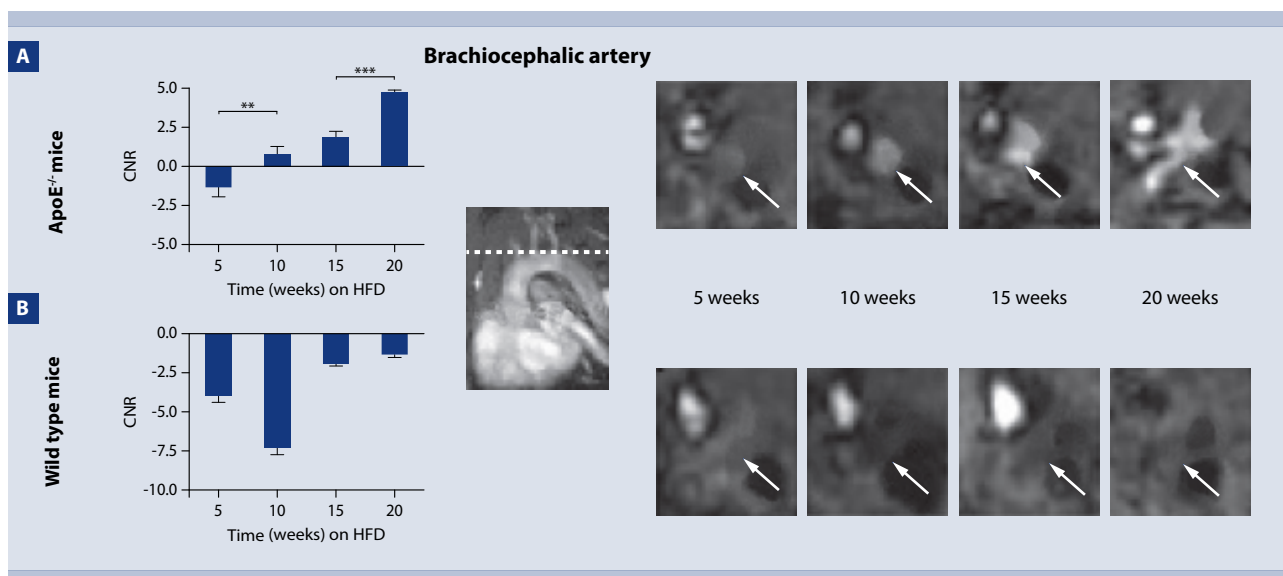 A
Brachiocephalic artery
ApoE-/- mice
CNR
5.0
2.5
0.0
-2.5
-5.0
**
***
5 10 15 20
Time (weeks) on HFD
5 weeks 10 weeks 15 weeks 20 weeks
B
Wild type mice
CNR
0.0
-2.5
-5.0
-7.5
-10.0
5 10 15 20
Time (weeks) on HFD